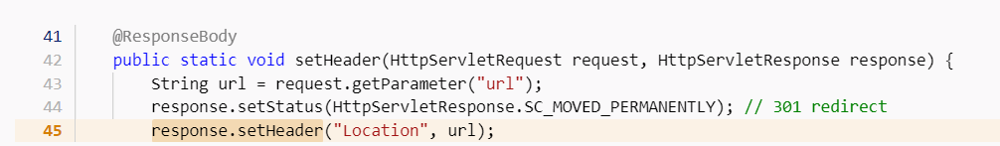 41 @ResponseBody
42 public static void setHeader(HttpServletRequest request, HttpServletResponse response) {
43 String url = request.getParameter("url");
44 response.setStatus(HttpServletResponse.SC_MOVED_PERMANENTLY); // 301 redirect
45 response.setHeader("Location", url);